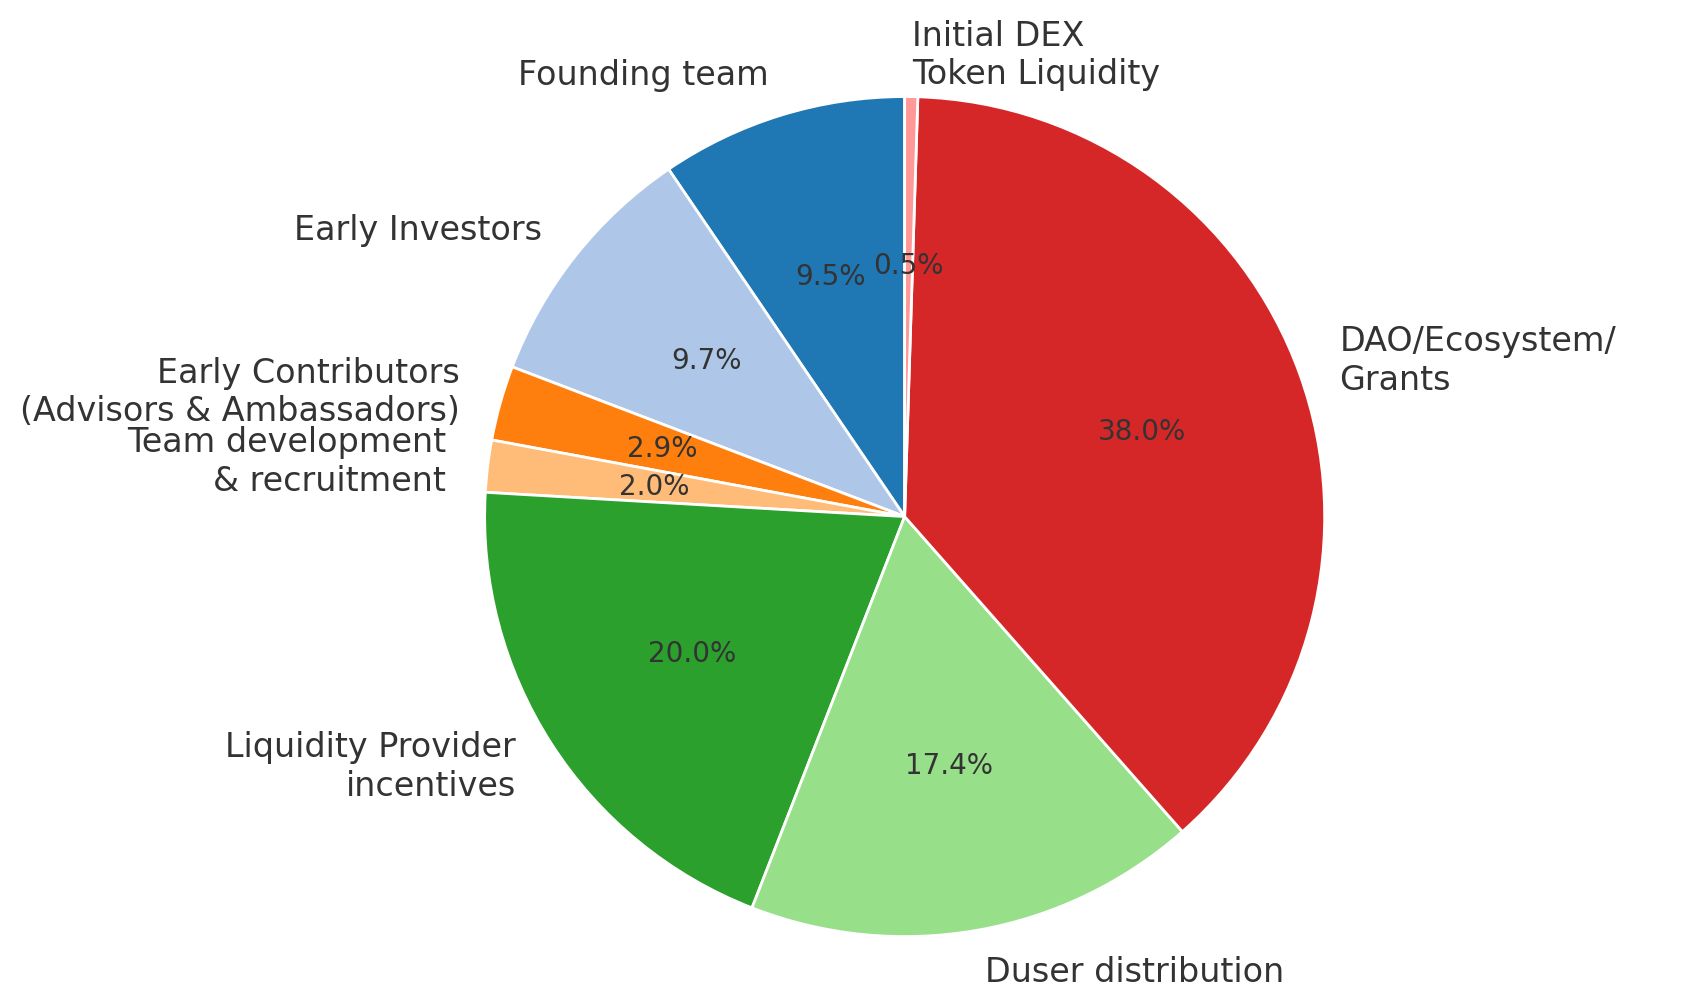 Initial DEX
Token Liquidity
Founding team
Early Investors
Early Contributors
(Advisors & Ambassadors)
Team development
& recruitment
Liquidity Provider
incentives
Duser distribution
DAO/Ecosystem/
Grants
9.5%
0.5%
9.7%
2.9%
2.0%
20.0%
17.4%
38.0%